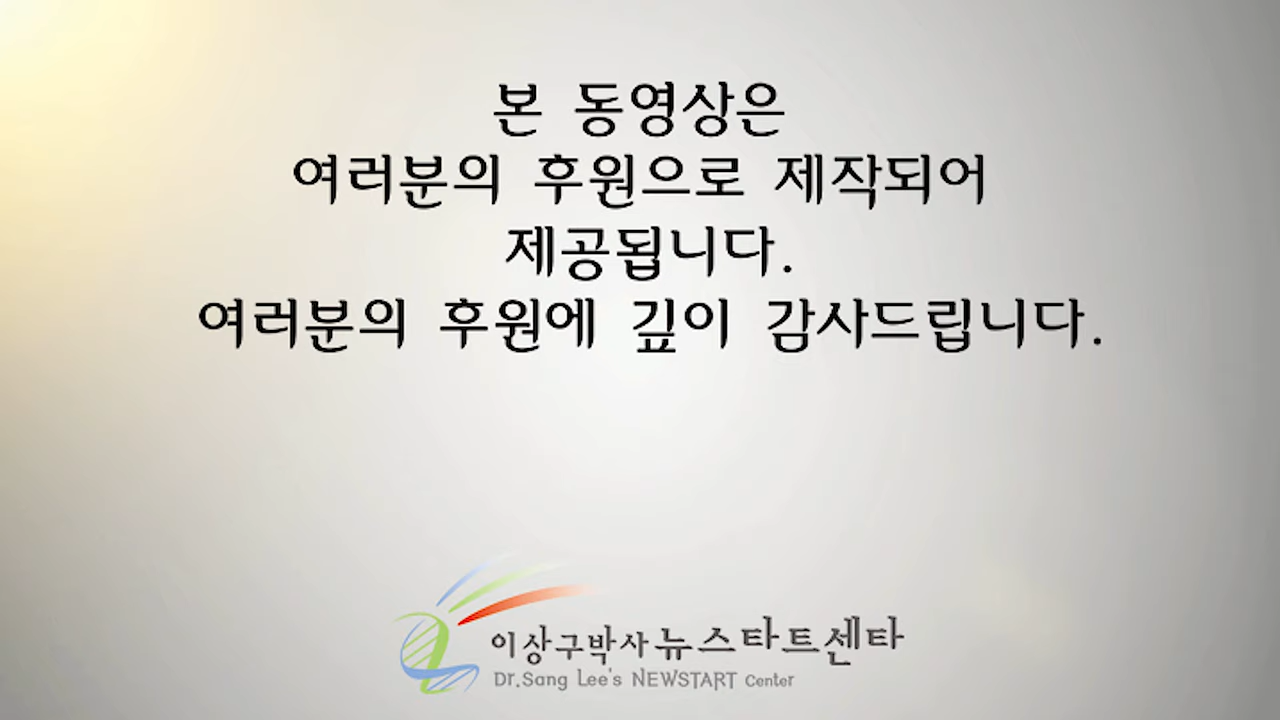 본 동영상은
여러분의 후원으로 제작되어
제공됩니다.
여러분의 후원에 깊이 감사드립니다.
이상구박사 뉴스타트센타
Dr.Sang Lee's NEWSTART Center